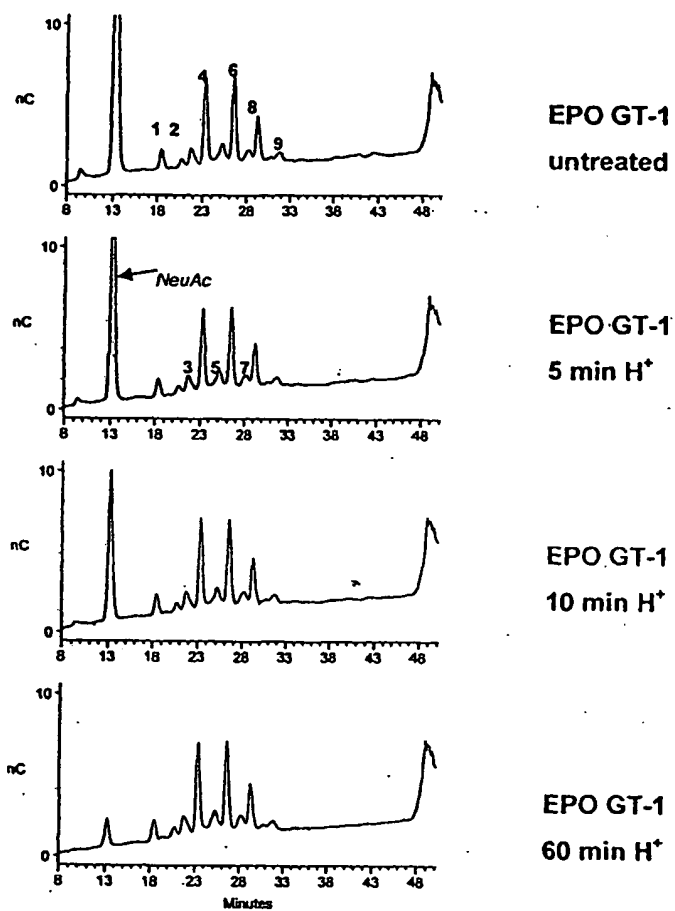 10
nC
0
1 2 4 6 8 9
8 13 18 23 28 33 38 43 48
EPO GT-1
untreated
10
nC
0
NeuAc
3 5 7
8 13 18 23 28 33 38 43 48
EPO GT-1
5 min H⁺
10
nC
0
8 13 18 23 28 33 38 43 48
EPO GT-1
10 min H⁺
10
nC
0
8 13 18 23 28 33 38 43 48
Minutes
EPO GT-1
60 min H⁺